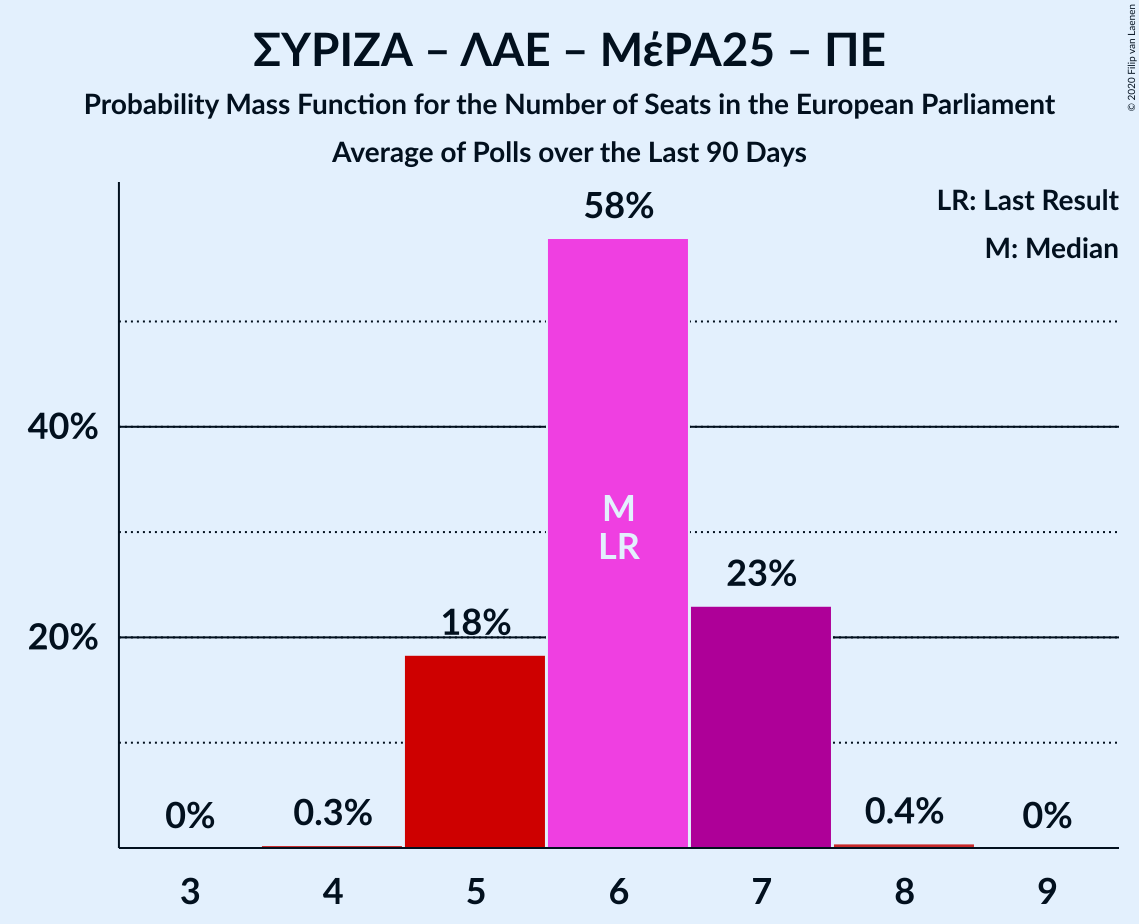 ΣΥΡΙΖΑ – ΛΑΕ – ΜέΡΑ25 – ΠΕ
Probability Mass Function for the Number of Seats in the European Parliament
Average of Polls over the Last 90 Days
© 2020 Filip van Laenen
LR: Last Result
M: Median
58%
40%
M
LR
23%
18%
20%
0%
0.3%
0.4%
0%
3 4 5 6 7 8 9